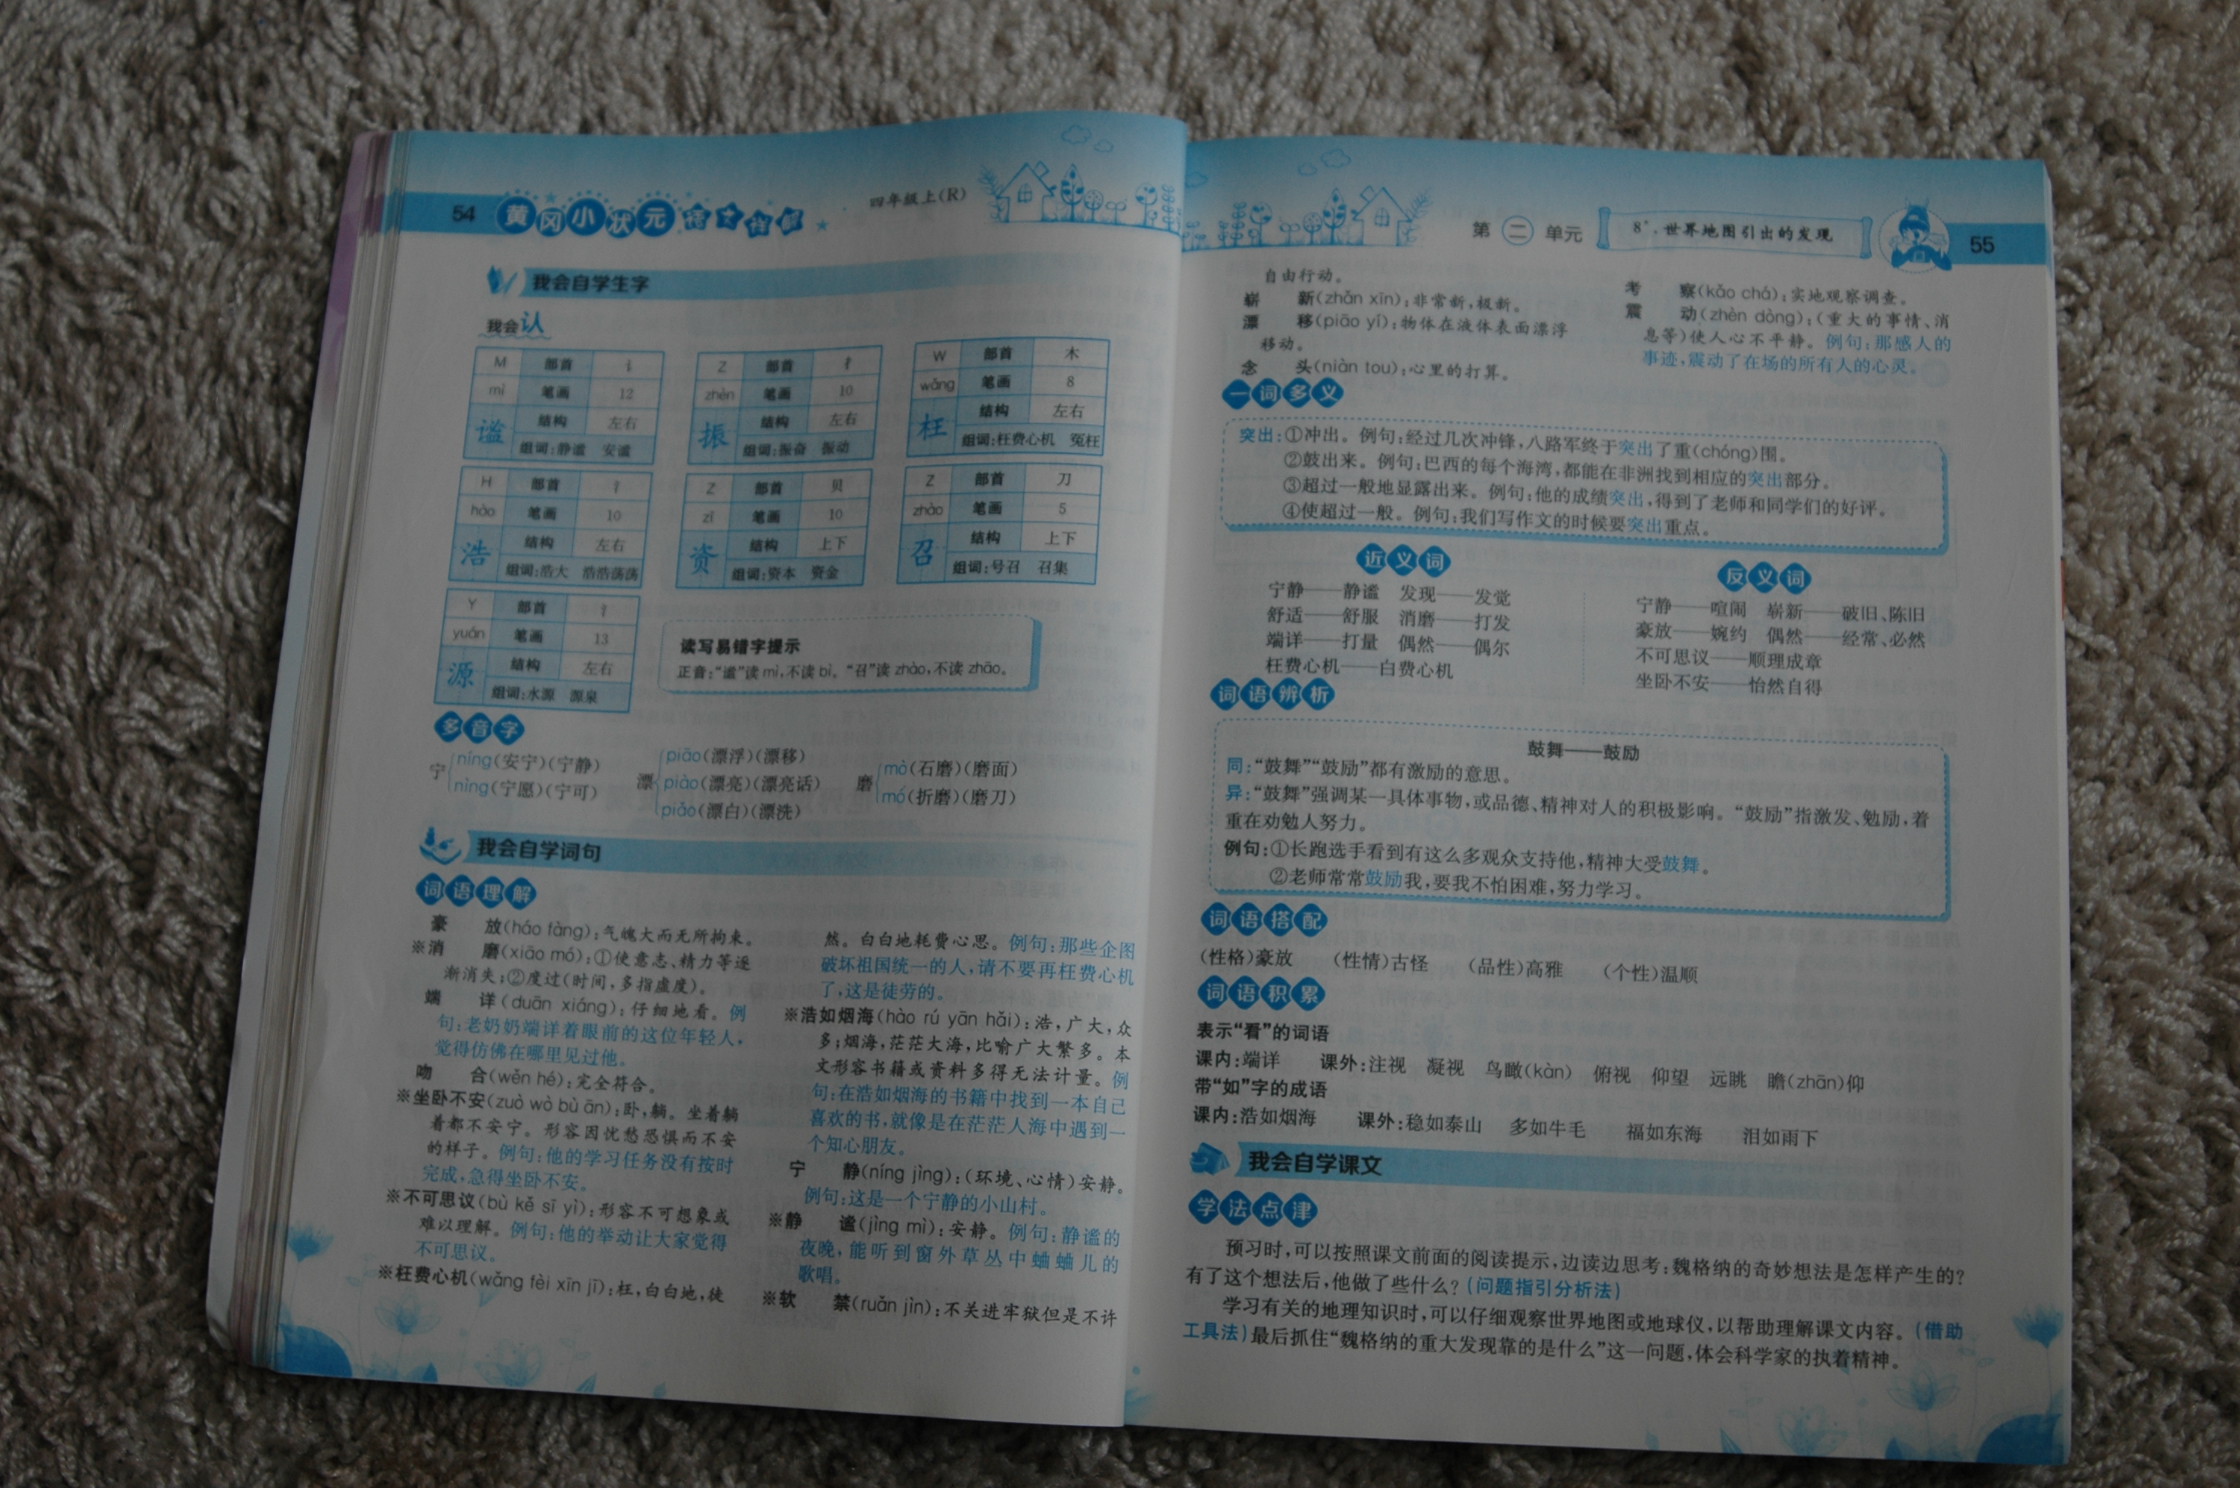 54 黄冈小状元 语文详解 四年级上(R)
我会自学生字
我会认
M 部首 讠
mì 笔画 12
谧 结构 左右
组词:静谧 安谧
Z 部首 扌
zhèn 笔画 10
振 结构 左右
组词:振奋 振动
W 部首 木
wǎng 笔画 8
枉 结构 左右
组词:枉费心机 冤枉
H 部首 氵
hào 笔画 10
浩 结构 左右
组词:浩大 浩浩荡荡
Z 部首 贝
zī 笔画 10
资 结构 上下
组词:资本 资金
Z 部首 刀
zhào 笔画 5
召 结构 上下
组词:号召 召集
Y 部首 氵
yuán 笔画 13
源 结构 左右
组词:水源 源泉
读写易错字提示
正音:“谧”读 mì,不读 bì。“召”读 zhào,不读 zhāo。
多音字
宁 níng(安宁)(宁静)
nìng(宁愿)(宁可)
漂 piāo(漂浮)(漂移)
piào(漂亮)(漂亮话)
piǎo(漂白)(漂洗)
磨 mò(石磨)(磨面)
mó(折磨)(磨刀)
我会自学词句
词语理解
豪 放(háo fàng):气魄大而无所拘束。
※消 磨(xiāo mó):①使意志、精力等逐
渐消失;②度过(时间,多指虚度)。
端 详(duān xiáng):仔细地看。例
句:老奶奶端详着眼前的这位年轻人,
觉得仿佛在哪里见过他。
吻 合(wěn hé):完全符合。
※坐卧不安(zuò wò bù ān):卧,躺。坐着躺
着都不安宁。形容因忧愁恐惧而不安
的样子。例句:他的学习任务没有按时
完成,急得坐卧不安。
※不可思议(bù kě sī yì):形容不可想象或
难以理解。例句:他的举动让大家觉得
不可思议。
※枉费心机(wǎng fèi xīn jī):枉,白白地,徒
然。白白地耗费心思。例句:那些企图
破坏祖国统一的人,请不要再枉费心机
了,这是徒劳的。
※浩如烟海(hào rú yān hǎi):浩,广大,众
多;烟海,茫茫大海,比喻广大繁多。本
文形容书籍或资料多得无法计量。例
句:在浩如烟海的书籍中找到一本自己
喜欢的书,就像是在茫茫人海中遇到一
个知心朋友。
宁 静(níng jìng):(环境、心情)安静。
例句:这是一个宁静的小山村。
※静 谧(jìng mì):安静。例句:静谧的
夜晚,能听到窗外草丛中蛐蛐儿的
歌唱。
※软 禁(ruǎn jìn):不关进牢狱但是不许
第二单元 8*.世界地图引出的发现 55
自由行动。
崭 新(zhǎn xīn):非常新,极新。
漂 移(piāo yí):物体在液体表面漂浮
移动。
念 头(niàn tou):心里的打算。
考 察(kǎo chá):实地观察调查。
震 动(zhèn dòng):(重大的事情、消
息等)使人心不平静。例句:那感人的
事迹,震动了在场的所有人的心灵。
一词多义
突出:①冲出。例句:经过几次冲锋,八路军终于突出了重(chóng)围。
②鼓出来。例句:巴西的每个海湾,都能在非洲找到相应的突出部分。
③超过一般地显露出来。例句:他的成绩突出,得到了老师和同学们的好评。
④使超过一般。例句:我们写作文的时候要突出重点。
近义词
宁静——静谧 发现——发觉
舒适——舒服 消磨——打发
端详——打量 偶然——偶尔
枉费心机——白费心机
反义词
宁静——喧闹 崭新——破旧、陈旧
豪放——婉约 偶然——经常、必然
不可思议——顺理成章
坐卧不安——怡然自得
词语辨析
鼓舞——鼓励
同:“鼓舞”“鼓励”都有激励的意思。
异:“鼓舞”强调某一具体事物,或品德、精神对人的积极影响。“鼓励”指激发、勉励,着
重在劝勉人努力。
例句:①长跑选手看到有这么多观众支持他,精神大受鼓舞。
②老师常常鼓励我,要我不怕困难,努力学习。
词语搭配
(性格)豪放 (性情)古怪 (品性)高雅 (个性)温顺
词语积累
表示“看”的词语
课内:端详 课外:注视 凝视 鸟瞰(kàn) 俯视 仰望 远眺 瞻(zhān)仰
带“如”字的成语
课内:浩如烟海 课外:稳如泰山 多如牛毛 福如东海 泪如雨下
我会自学课文
学法点津
预习时,可以按照课文前面的阅读提示,边读边思考:魏格纳的奇妙想法是怎样产生的?
有了这个想法后,他做了些什么?(问题指引分析法)
学习有关的地理知识时,可以仔细观察世界地图或地球仪,以帮助理解课文内容。(借助
工具法)最后抓住“魏格纳的重大发现靠的是什么”这一问题,体会科学家的执着精神。